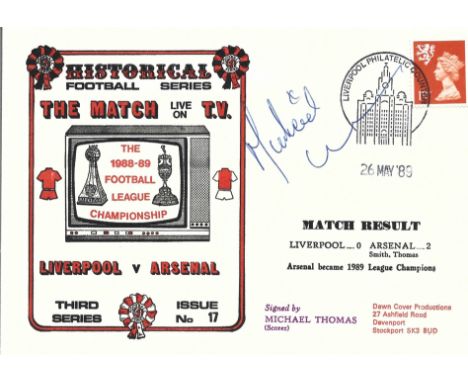 HISTORICAL
FOOTBALL SERIES
THE MATCH LIVE ON T.V.
THE
1988-89
FOOTBALL
LEAGUE
CHAMPIONSHIP
LIVERPOOL V ARSENAL
THIRD SERIES
ISSUE No 17
LIVERPOOL PHILATELIC COUNTER
26 MAY '89
MATCH RESULT
LIVERPOOL...0 ARSENAL...2
Smith, Thomas
Arsenal became 1989 League Champions
Signed by
MICHAEL THOMAS
(Scorer)
Dawn Cover Productions
27 Ashfield Road
Davenport
Stockport SK3 8UD